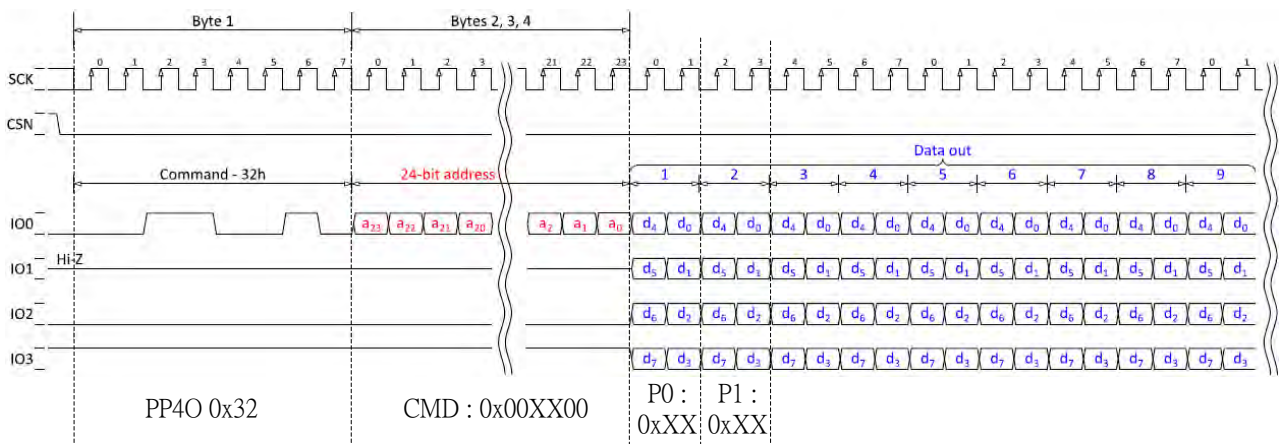 Byte 1 Bytes 2, 3, 4
0 1 2 3 4 5 6 7 0 1 2 3 21 22 23 0 1 2 3 4 5 6 7 0 1 2 3 4 5 6 7 0 1
SCK
CSN
Data out
Command - 32h 24-bit address 1 2 3 4 5 6 7 8 9
IO0 a₂₃ a₂₂ a₂₁ a₂₀ a₂ a₁ a₀ d₄ d₀ d₄ d₀ d₄ d₀ d₄ d₀ d₄ d₀ d₄ d₀ d₄ d₀ d₄ d₀ d₄ d₀
Hi-Z
IO1 d₅ d₁ d₅ d₁ d₅ d₁ d₅ d₁ d₅ d₁ d₅ d₁ d₅ d₁ d₅ d₁ d₅ d₁
IO2 d₆ d₂ d₆ d₂ d₆ d₂ d₆ d₂ d₆ d₂ d₆ d₂ d₆ d₂ d₆ d₂ d₆ d₂
IO3 d₇ d₃ d₇ d₃ d₇ d₃ d₇ d₃ d₇ d₃ d₇ d₃ d₇ d₃ d₇ d₃ d₇ d₃
PP4O 0x32 CMD : 0x00XX00
P0 : 0xXX
P1 : 0xXX